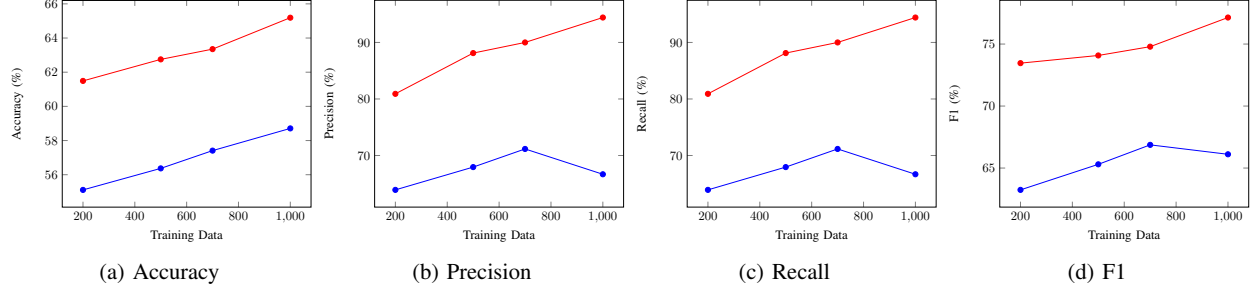 66
64
62
60
58
56
Accuracy (%)
200 400 600 800 1,000
Training Data
(a) Accuracy
90
80
70
Precision (%)
200 400 600 800 1,000
Training Data
(b) Precision
90
80
70
Recall (%)
200 400 600 800 1,000
Training Data
(c) Recall
75
70
65
F1 (%)
200 400 600 800 1,000
Training Data
(d) F1